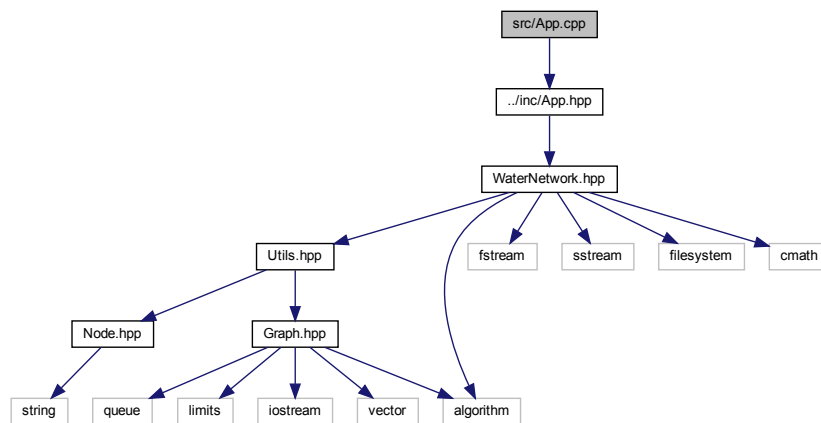 src/App.cpp
../inc/App.hpp
WaterNetwork.hpp
Utils.hpp
fstream
sstream
filesystem
cmath
Node.hpp
Graph.hpp
string
queue
limits
iostream
vector
algorithm